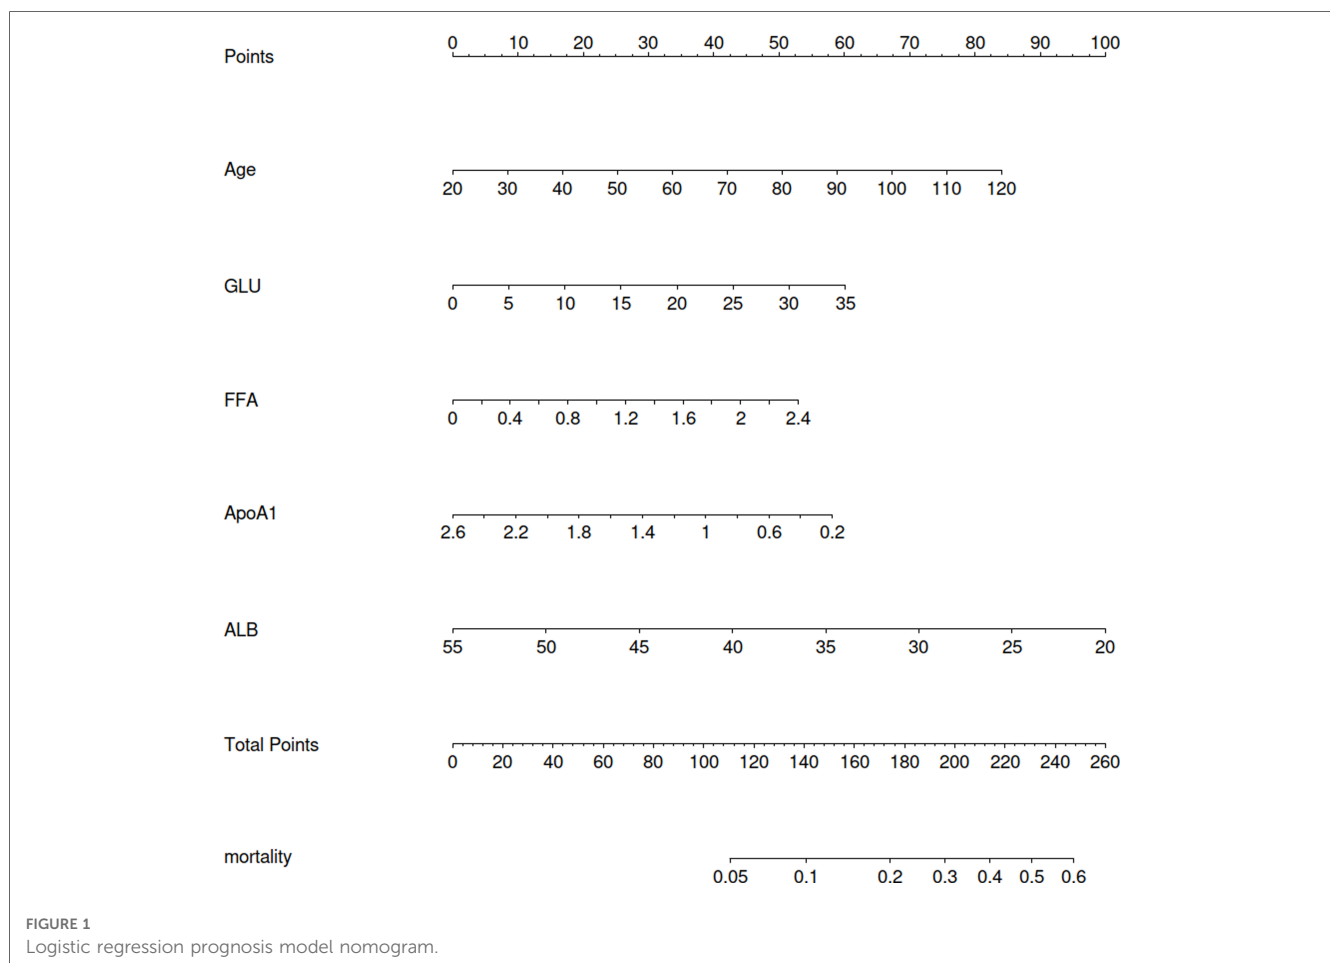 0 10 20 30 40 50 60 70 80 90 100
Points
Age
20 30 40 50 60 70 80 90 100 110 120
GLU
0 5 10 15 20 25 30 35
FFA
0 0.4 0.8 1.2 1.6 2 2.4
ApoA1
2.6 2.2 1.8 1.4 1 0.6 0.2
ALB
55 50 45 40 35 30 25 20
Total Points
0 20 40 60 80 100 120 140 160 180 200 220 240 260
mortality
0.05 0.1 0.2 0.3 0.4 0.5 0.6
FIGURE 1
Logistic regression prognosis model nomogram.